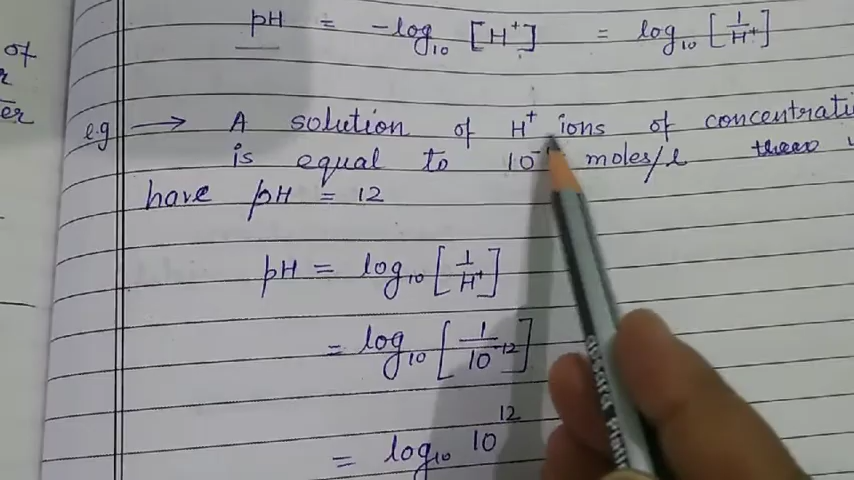 pH = -log10 [H+] = log10 [1/H+]
of
er
e.g → A solution of H+ ions of concentrati
is equal to 10 moles/l
have pH = 12
pH = log10 [1/H+]
= log10 [1/10-12]
= log10 10 12